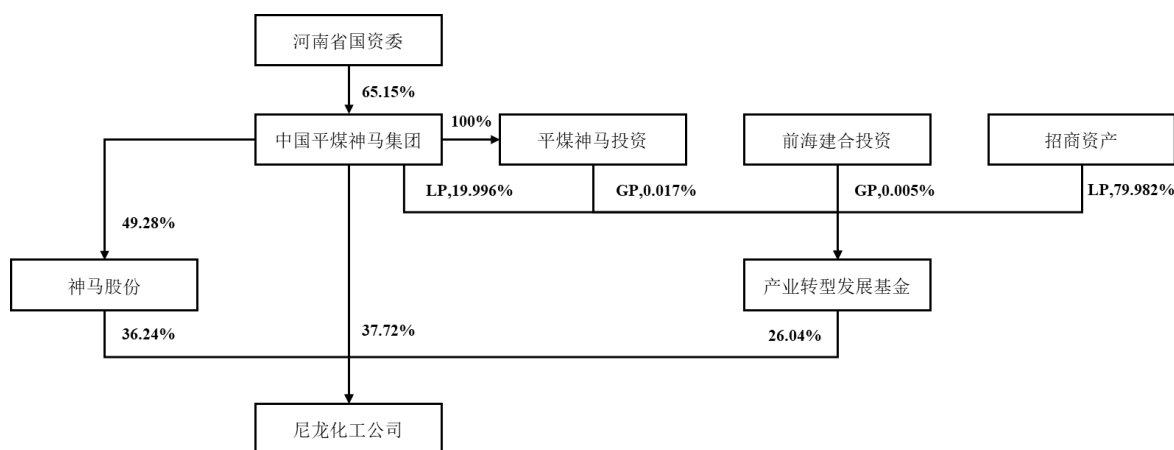 河南省国资委
65.15%
中国平煤神马集团
100%
平煤神马投资
前海建合投资
招商资产
LP,19.996%
GP,0.017%
GP,0.005%
LP,79.982%
49.28%
神马股份
产业转型发展基金
36.24%
37.72%
26.04%
尼龙化工公司